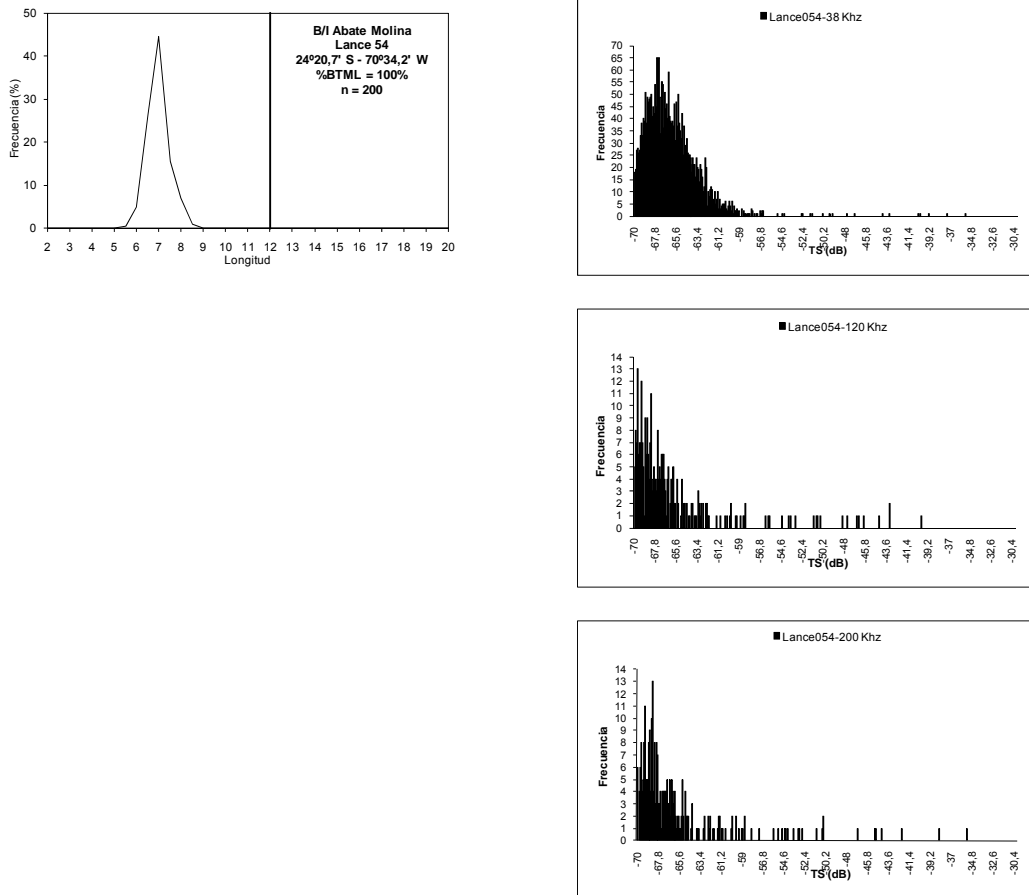 B/I Abate Molina
Lance 54
24º20,7' S - 70º34,2' W
%BTML = 100%
n = 200
Frecuencia (%)
50
40
30
20
10
0
2 3 4 5 6 7 8 9 10 11 12 13 14 15 16 17 18 19 20
Longitud
Lance054-38 Khz
Frecuencia
70
65
60
55
50
45
40
35
30
25
20
15
10
5
0
-70 -67,8 -65,6 -63,4 -61,2 -59 -56,8 -54,6 -52,4 -50,2 -48 -45,8 -43,6 -41,4 -39,2 -37 -34,8 -32,6 -30,4
TS (dB)
Lance054-120 Khz
Frecuencia
14
13
12
11
10
9
8
7
6
5
4
3
2
1
0
-70 -67,8 -65,6 -63,4 -61,2 -59 -56,8 -54,6 -52,4 -50,2 -48 -45,8 -43,6 -41,4 -39,2 -37 -34,8 -32,6 -30,4
TS (dB)
Lance054-200 Khz
Frecuencia
14
13
12
11
10
9
8
7
6
5
4
3
2
1
0
-70 -67,8 -65,6 -63,4 -61,2 -59 -56,8 -54,6 -52,4 -50,2 -48 -45,8 -43,6 -41,4 -39,2 -37 -34,8 -32,6 -30,4
TS (dB)